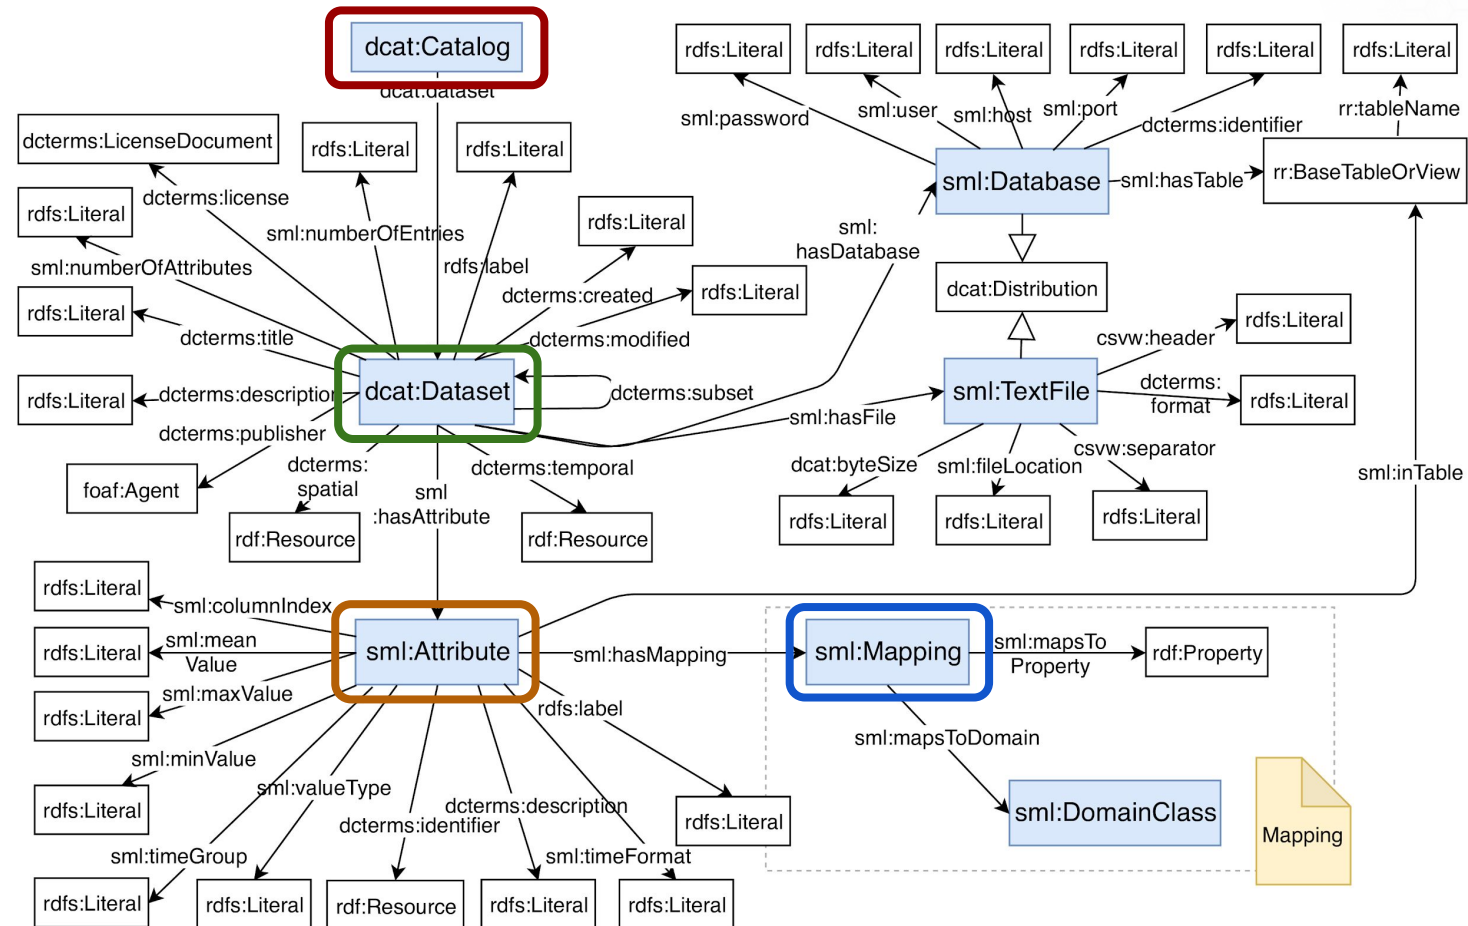 dcat:Catalog
rdfs:Literal
rdfs:Literal
rdfs:Literal
rdfs:Literal
rdfs:Literal
rdfs:Literal
dcat:dataset
sml:password
sml:user
sml:host
sml:port
dcterms:identifier
rr:tableName
dcterms:LicenseDocument
rdfs:Literal
rdfs:Literal
sml:Database
sml:hasTable
rr:BaseTableOrView
dcterms:license
rdfs:Literal
sml:numberOfEntries
rdfs:Literal
sml:
hasDatabase
sml:numberOfAttributes
rdfs:label
dcterms:created
rdfs:Literal
dcat:Distribution
rdfs:Literal
dcterms:title
dcterms:modified
csvw:header
rdfs:Literal
dcat:Dataset
dcterms:subset
sml:TextFile
dcterms:
format
rdfs:Literal
rdfs:Literal
dcterms:description
sml:hasFile
dcterms:publisher
csvw:separator
foaf:Agent
dcterms:
spatial
sml
:hasAttribute
dcterms:temporal
dcat:byteSize
sml:fileLocation
sml:inTable
rdf:Resource
rdf:Resource
rdfs:Literal
rdfs:Literal
rdfs:Literal
rdfs:Literal
sml:columnIndex
rdfs:Literal
sml:mean
Value
sml:Attribute
sml:hasMapping
sml:Mapping
sml:mapsTo
Property
rdf:Property
rdfs:Literal
sml:maxValue
rdfs:label
sml:mapsToDomain
sml:minValue
sml:valueType
rdfs:Literal
dcterms:identifier
dcterms:description
rdfs:Literal
sml:DomainClass
Mapping
sml:timeGroup
sml:timeFormat
rdfs:Literal
rdfs:Literal
rdf:Resource
rdfs:Literal
rdfs:Literal